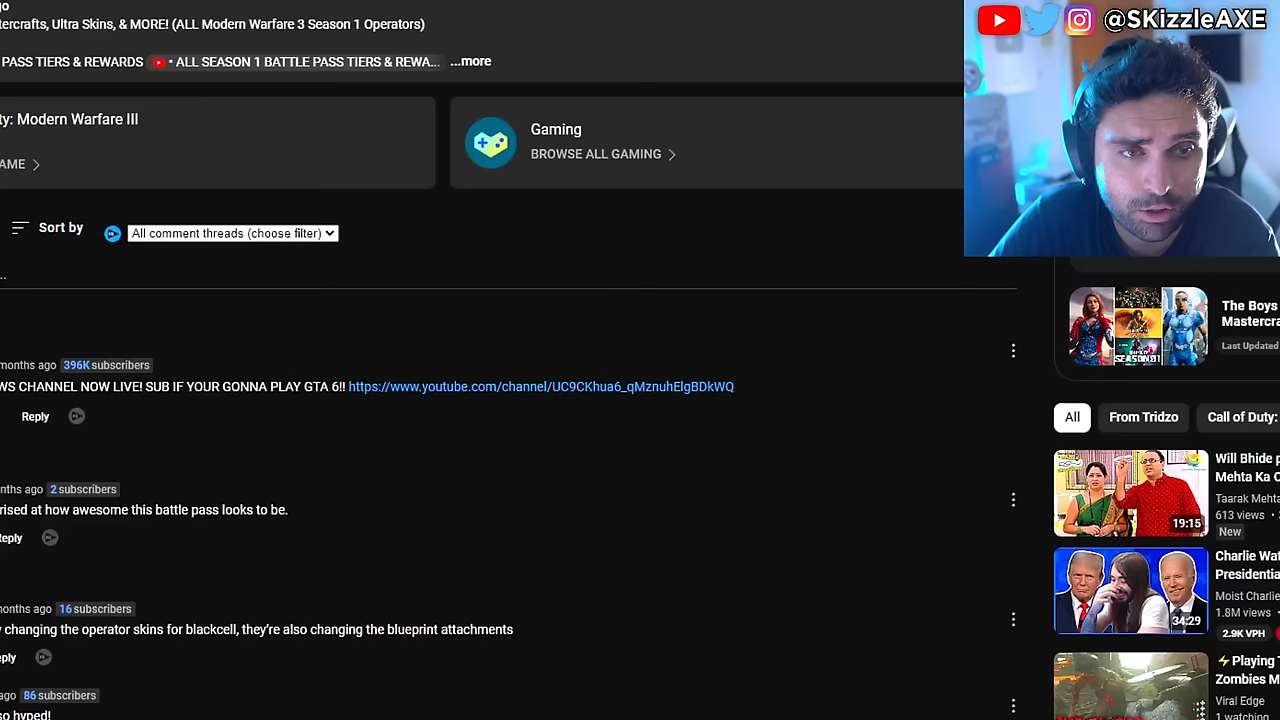 go
@SKizzleAXE
tercrafts, Ultra Skins, & MORE! (ALL Modern Warfare 3 Season 1 Operators)
PASS TIERS & REWARDS • ALL SEASON 1 BATTLE PASS TIERS & REWA... ...more
ty: Modern Warfare III
AME
Gaming
BROWSE ALL GAMING
Sort by
All comment threads (choose filter)
..
months ago 396K subscribers
WS CHANNEL NOW LIVE! SUB IF YOUR GONNA PLAY GTA 6!! https://www.youtube.com/channel/UC9CKhua6_qMznuhElgBDkWQ
Reply
nths ago 2 subscribers
rised at how awesome this battle pass looks to be.
Reply
months ago 16 subscribers
y changing the operator skins for blackcell, they're also changing the blueprint attachments
eply
ago 86 subscribers
so hyped!
SEASON 01
The Boys
Mastercra
Last Updated
All
From Tridzo
Call of Duty:
19:15
Will Bhide p
Mehta Ka O
Taarak Mehta
613 views •
New
34:29
Charlie Wat
Presidentia
Moist Charlie
1.8M views •
2.9K VPH
⚡Playing T
Zombies M
Viral Edge
1 watching